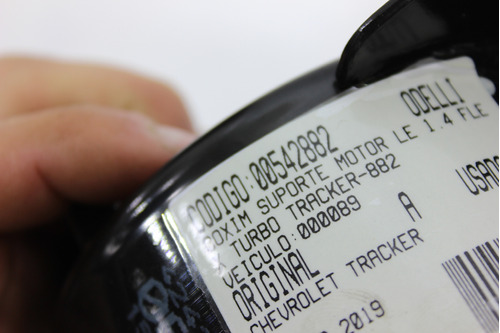 ODELLI
CODIGO:00542882
COXIM SUPORTE MOTOR LE 1.4 FLE
TURBO TRACKER-882
VEICULO:000089 A USAD
ORIGINAL
CHEVROLET TRACKER
2019